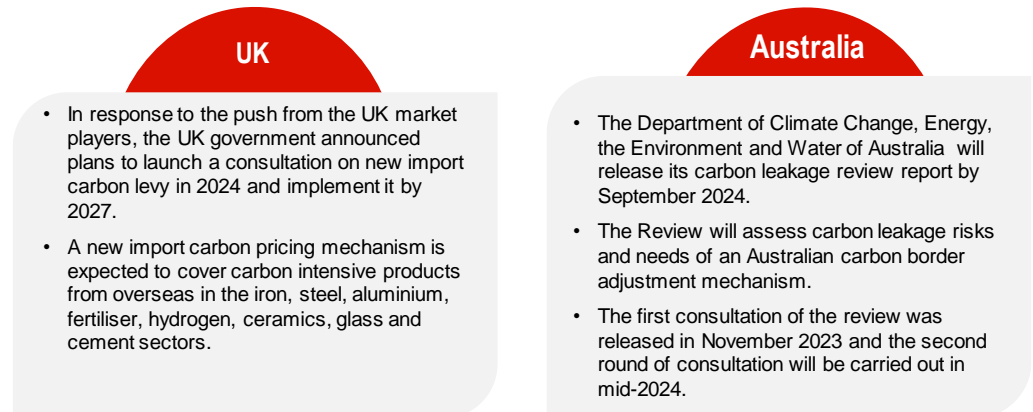 UK
• In response to the push from the UK market
players, the UK government announced
plans to launch a consultation on new import
carbon levy in 2024 and implement it by
2027.
• A new import carbon pricing mechanism is
expected to cover carbon intensive products
from overseas in the iron, steel, aluminium,
fertiliser, hydrogen, ceramics, glass and
cement sectors.
Australia
• The Department of Climate Change, Energy,
the Environment and Water of Australia will
release its carbon leakage review report by
September 2024.
• The Review will assess carbon leakage risks
and needs of an Australian carbon border
adjustment mechanism.
• The first consultation of the review was
released in November 2023 and the second
round of consultation will be carried out in
mid-2024.